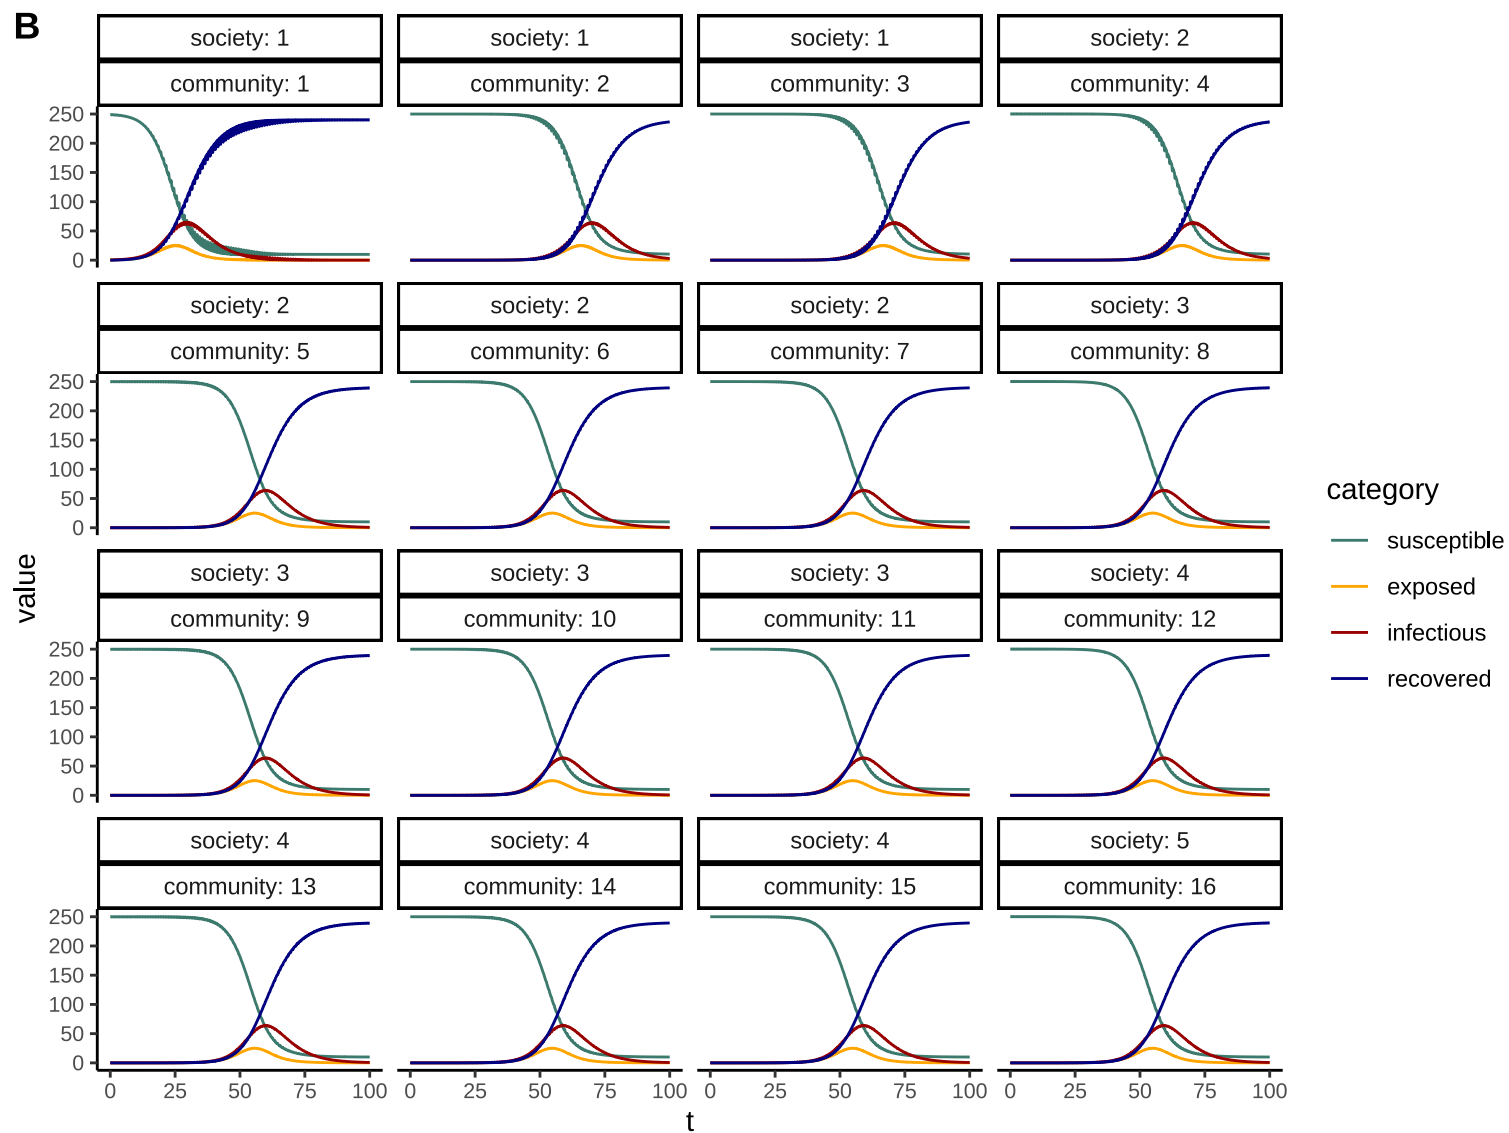 B
society: 1
society: 1
society: 1
society: 2
community: 1
community: 2
community: 3
community: 4
250
200
150
100
50
0
society: 2
society: 2
society: 2
society: 3
community: 5
community: 6
community: 7
community: 8
250
200
150
100
50
0
society: 3
society: 3
society: 3
society: 4
community: 9
community: 10
community: 11
community: 12
250
200
150
100
50
0
society: 4
society: 4
society: 4
society: 5
community: 13
community: 14
community: 15
community: 16
250
200
150
100
50
0
0 25 50 75 100
0 25 50 75 100
0 25 50 75 100
0 25 50 75 100
t
value
category
susceptible
exposed
infectious
recovered